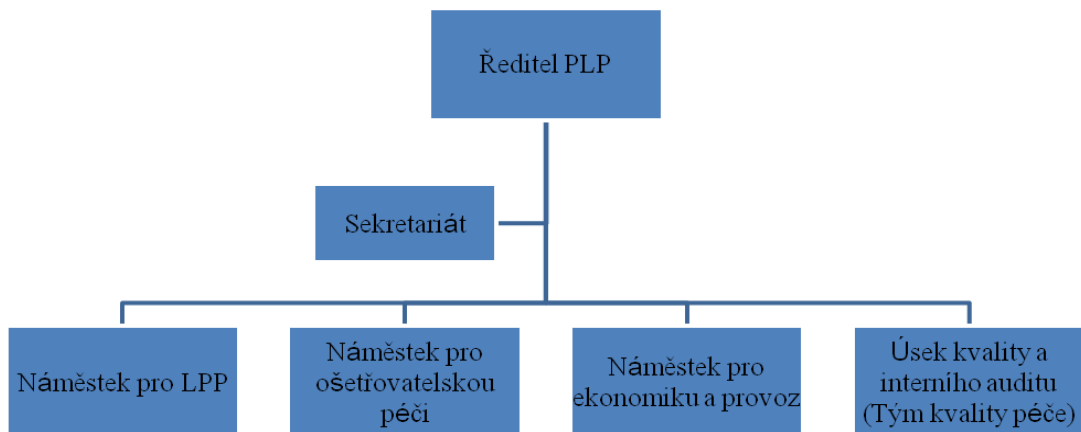 Ředitel PLP
Sekretariát
Náměstek pro LPP
Náměstek pro
ošetřovatelskou
péči
Náměstek pro
ekonomiku a provoz
Úsek kvality a
interního auditu
(Tým kvality péče)